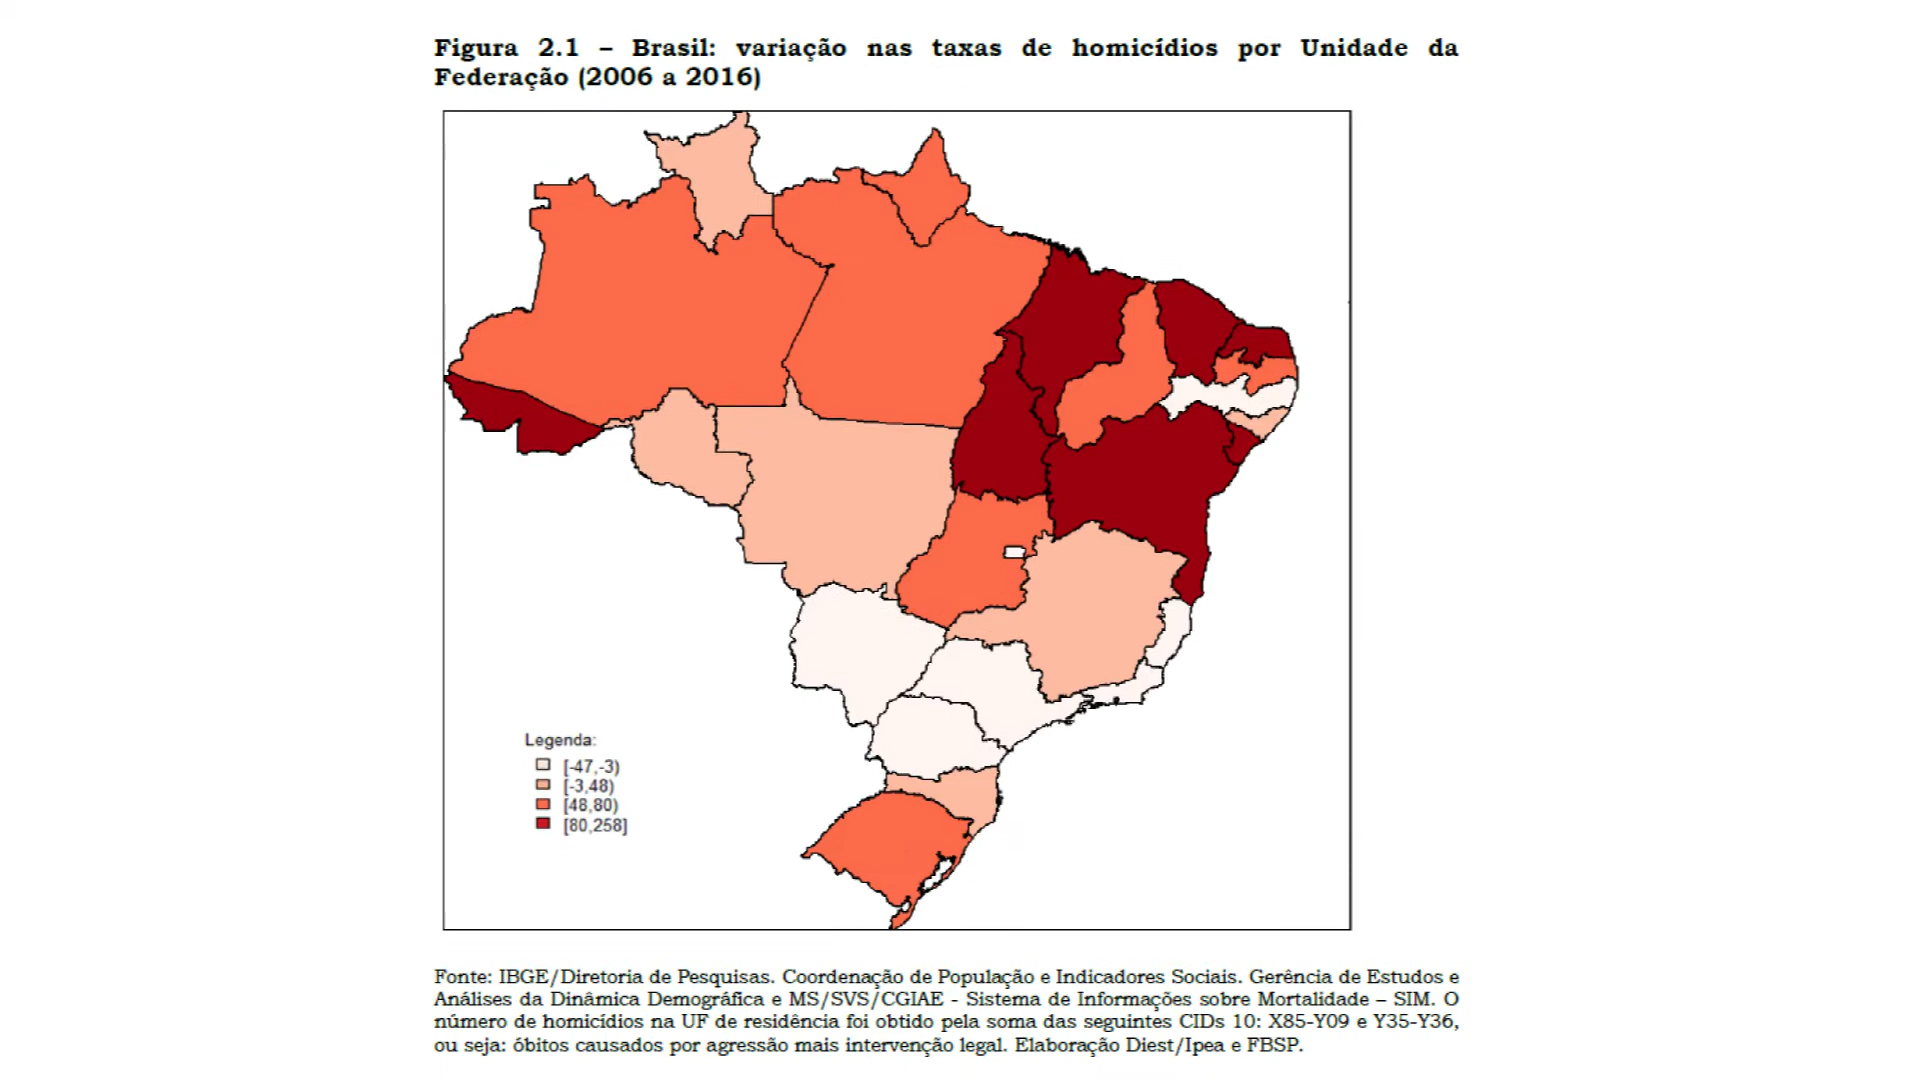 Figura 2.1 – Brasil: variação nas taxas de homicídios por Unidade da
Federação (2006 a 2016)
Legenda:
[-47,-3)
[-3,48)
[48,80)
[80,258]
Fonte: IBGE/Diretoria de Pesquisas. Coordenação de População e Indicadores Sociais. Gerência de Estudos e
Análises da Dinâmica Demográfica e MS/SVS/CGIAE - Sistema de Informações sobre Mortalidade – SIM. O
número de homicídios na UF de residência foi obtido pela soma das seguintes CIDs 10: X85-Y09 e Y35-Y36,
ou seja: óbitos causados por agressão mais intervenção legal. Elaboração Diest/Ipea e FBSP.